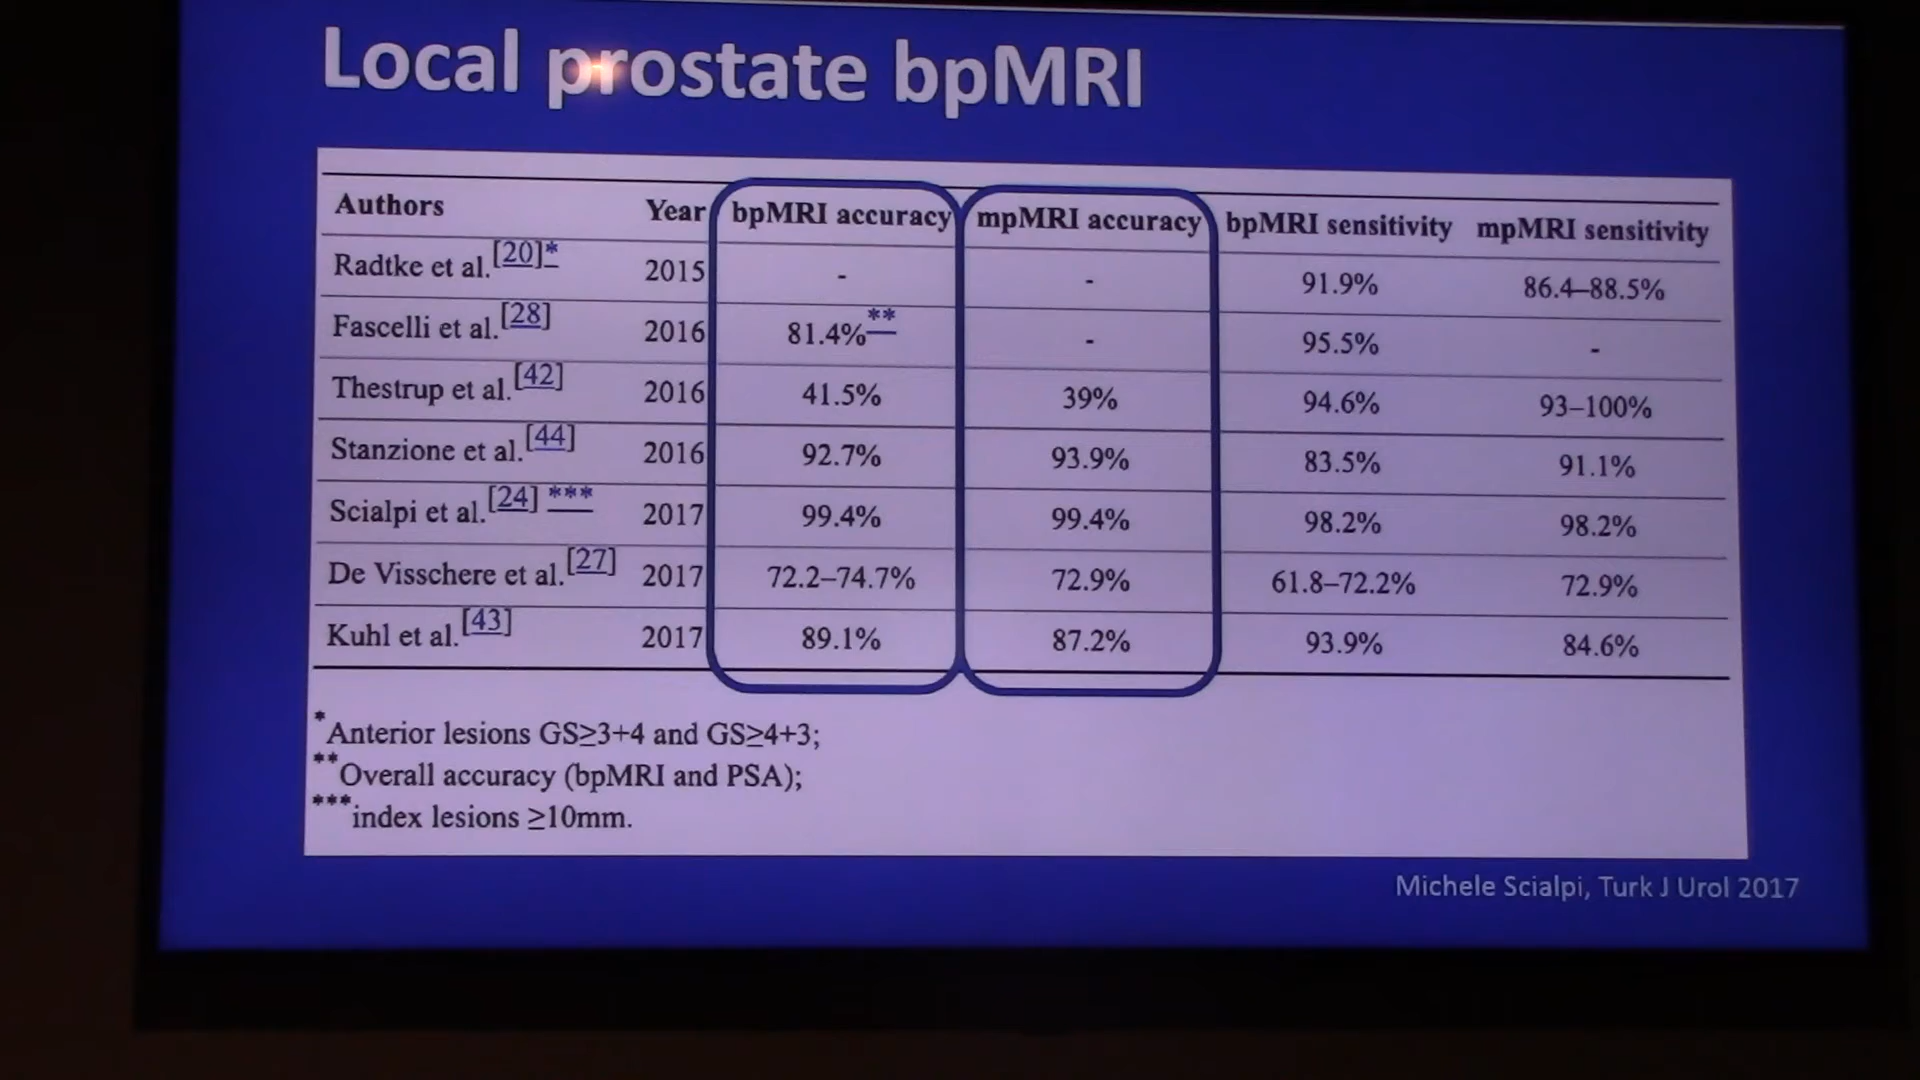 Local prostate bpMRI
Authors Year bpMRI accuracy mpMRI accuracy bpMRI sensitivity mpMRI sensitivity
Radtke et al.[20]* 2015 - - 91.9% 86.4–88.5%
Fascelli et al.[28] 2016 81.4%** - 95.5% -
Thestrup et al.[42] 2016 41.5% 39% 94.6% 93–100%
Stanzione et al.[44] 2016 92.7% 93.9% 83.5% 91.1%
Scialpi et al.[24] *** 2017 99.4% 99.4% 98.2% 98.2%
De Visschere et al.[27] 2017 72.2–74.7% 72.9% 61.8–72.2% 72.9%
Kuhl et al.[43] 2017 89.1% 87.2% 93.9% 84.6%
*Anterior lesions GS≥3+4 and GS≥4+3;
**Overall accuracy (bpMRI and PSA);
***index lesions ≥10mm.
Michele Scialpi, Turk J Urol 2017